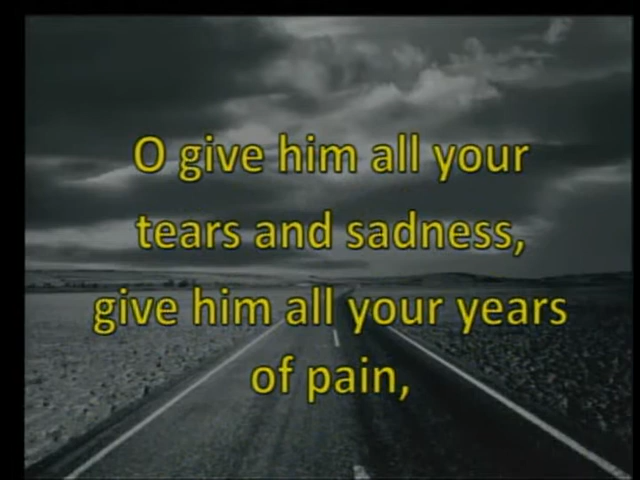 O give him all your
tears and sadness,
give him all your years
of pain,